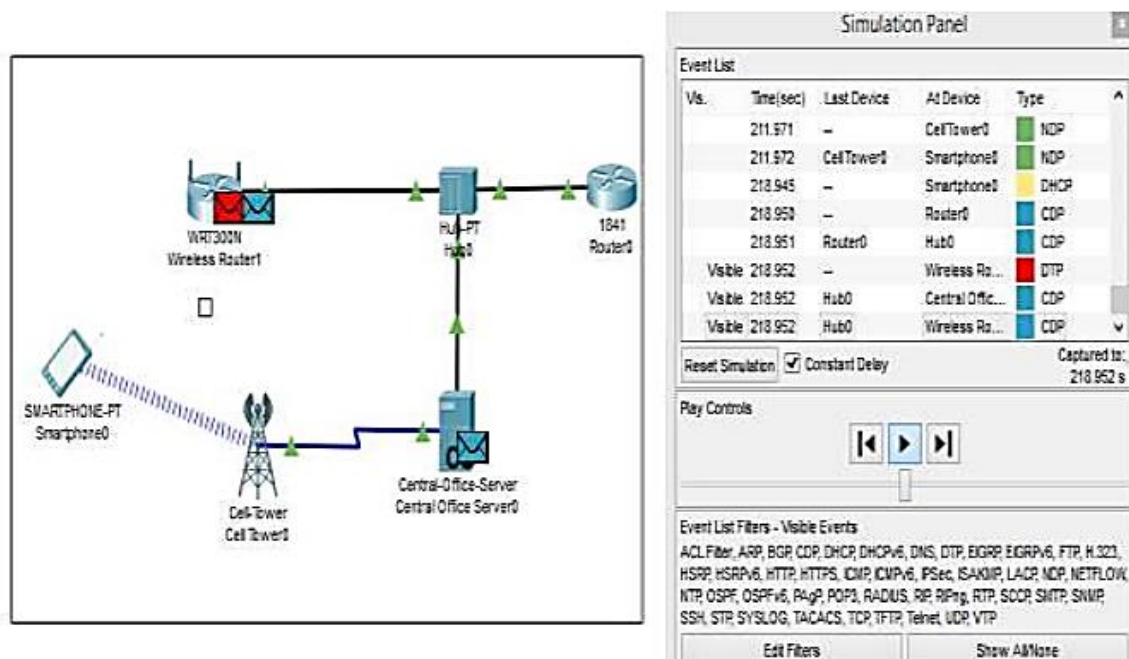 WRT300N
Wireless Router1
Hub-PT
Hub0
1841
Router0
SMARTPHONE-PT
Smartphone0
Cell-Tower
Cell Tower0
Central-Office-Server
Central Office Server0
Simulation Panel
Event List
Vis. Time(sec) Last Device At Device Type
211.971 -- Cell Tower0 NDP
211.972 Cell Tower0 Smartphone0 NDP
218.945 -- Smartphone0 DHCP
218.950 -- Router0 CDP
218.951 Router0 Hub0 CDP
Visible 218.952 -- Wireless Ro... DTP
Visible 218.952 Hub0 Central Offic... CDP
Visible 218.952 Hub0 Wireless Ro... CDP
Reset Simulation Constant Delay Captured to:
218.952 s
Play Controls
Event List Filters - Visible Events
ACL Filter, ARP, BGP, CDP, DHCP, DHCPv6, DNS, DTP, EIGRP, EIGRPv6, FTP, H.323,
HSRP, HSRPv6, HTTP, HTTPS, ICMP, ICMPv6, IPSec, ISAKMP, LACP, NDP, NETFLOW,
NTP, OSPF, OSPFv6, PAgP, POP3, RADIUS, RIP, RIPng, RTP, SCCP, SMTP, SNMP,
SSH, STP, SYSLOG, TACACS, TCP, TFTP, Telnet, UDP, VTP
Edit Filters Show All/None